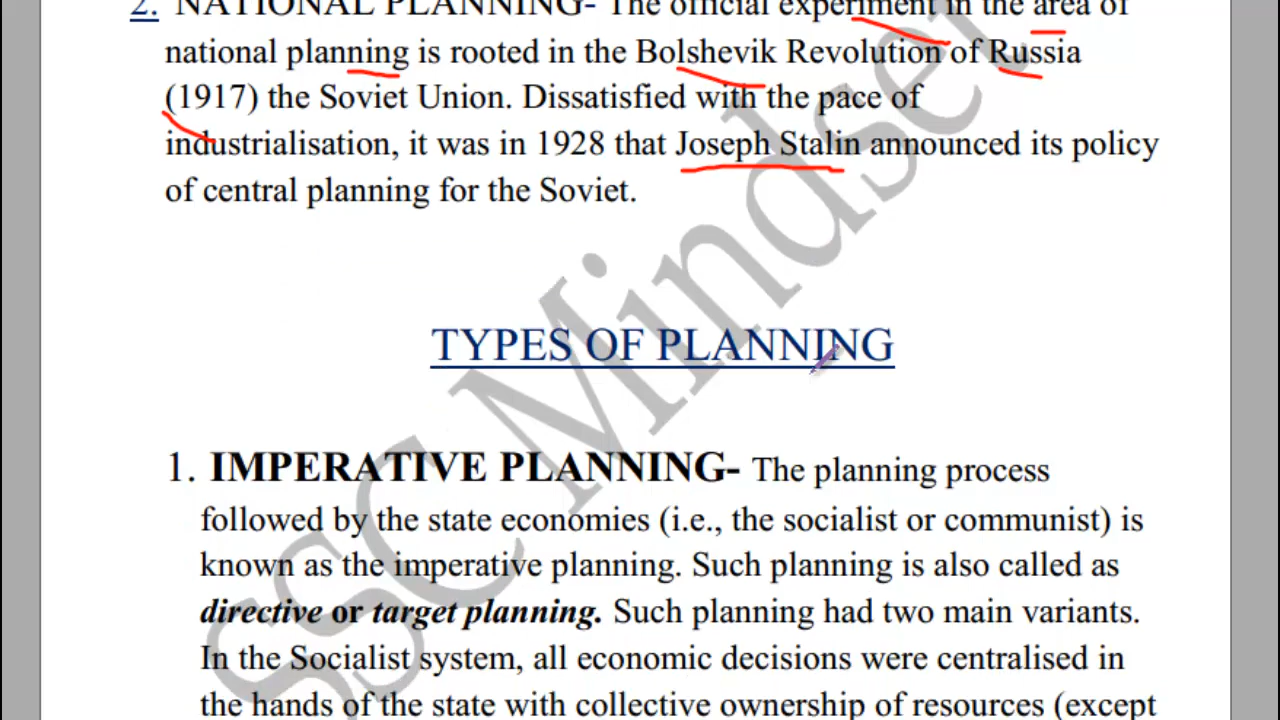 2. NATIONAL PLANNING- The official experiment in the area of
national planning is rooted in the Bolshevik Revolution of Russia
(1917) the Soviet Union. Dissatisfied with the pace of
industrialisation, it was in 1928 that Joseph Stalin announced its policy
of central planning for the Soviet.
SSC Mindset
TYPES OF PLANNING
1. IMPERATIVE PLANNING- The planning process
followed by the state economies (i.e., the socialist or communist) is
known as the imperative planning. Such planning is also called as
directive or target planning. Such planning had two main variants.
In the Socialist system, all economic decisions were centralised in
the hands of the state with collective ownership of resources (except